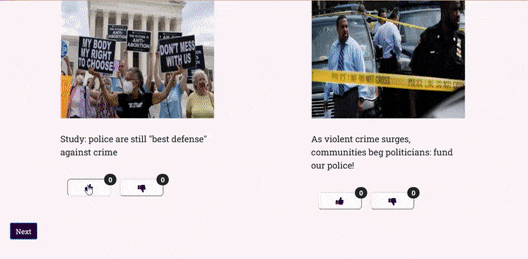 MY BODY
MY RIGHT
TO CHOOSE
DON'T MESS
WITH US
Study: police are still "best defense"
against crime
0
0
POLICE LINE DO NOT CROSS
As violent crime surges,
communities beg politicians: fund
our police!
0
0
Next